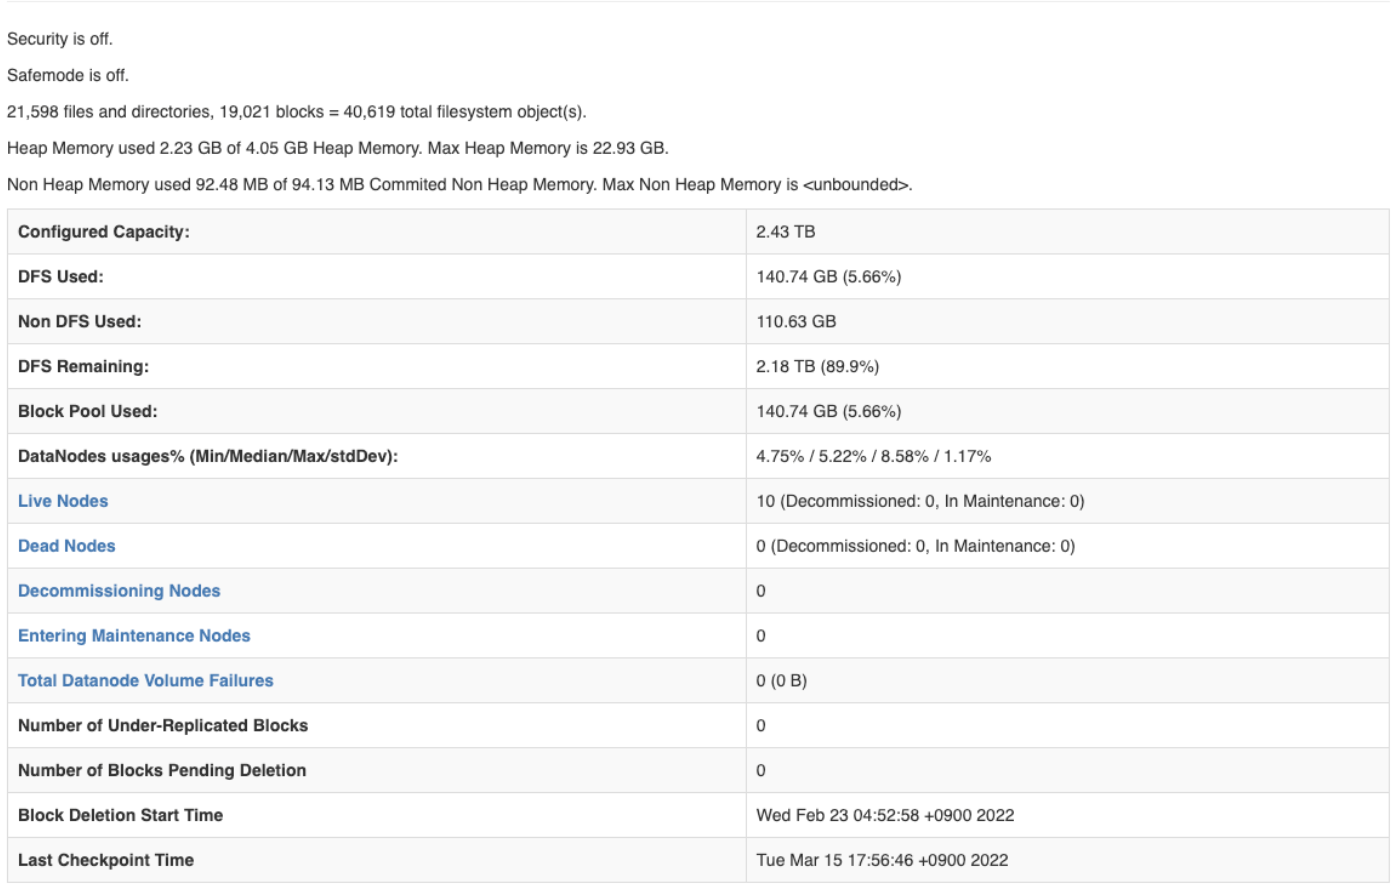 Security is off.
Safemode is off.
21,598 files and directories, 19,021 blocks = 40,619 total filesystem object(s).
Heap Memory used 2.23 GB of 4.05 GB Heap Memory. Max Heap Memory is 22.93 GB.
Non Heap Memory used 92.48 MB of 94.13 MB Commited Non Heap Memory. Max Non Heap Memory is <unbounded>.
Configured Capacity: 2.43 TB
DFS Used: 140.74 GB (5.66%)
Non DFS Used: 110.63 GB
DFS Remaining: 2.18 TB (89.9%)
Block Pool Used: 140.74 GB (5.66%)
DataNodes usages% (Min/Median/Max/stdDev): 4.75% / 5.22% / 8.58% / 1.17%
Live Nodes 10 (Decommissioned: 0, In Maintenance: 0)
Dead Nodes 0 (Decommissioned: 0, In Maintenance: 0)
Decommissioning Nodes 0
Entering Maintenance Nodes 0
Total Datanode Volume Failures 0 (0 B)
Number of Under-Replicated Blocks 0
Number of Blocks Pending Deletion 0
Block Deletion Start Time Wed Feb 23 04:52:58 +0900 2022
Last Checkpoint Time Tue Mar 15 17:56:46 +0900 2022